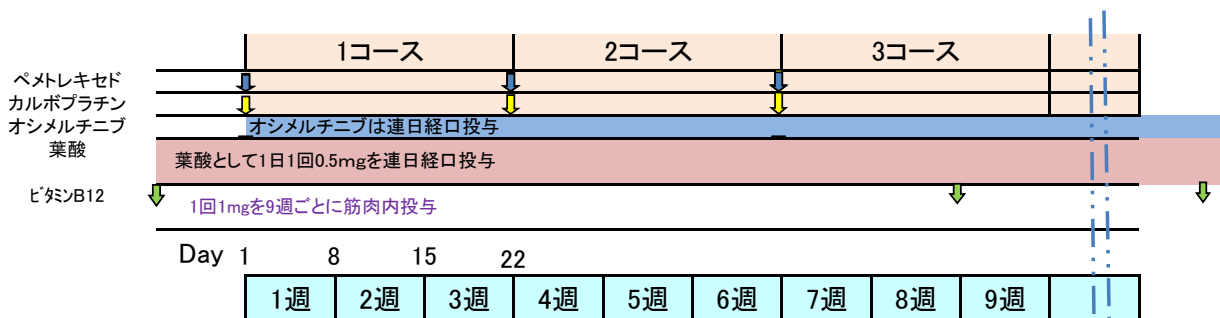 1コース 2コース 3コース
ペメトレキセド
カルボプラチン
オシメルチニブ オシメルチニブは連日経口投与
葉酸 葉酸として1日1回0.5mgを連日経口投与
ビタミンB12 1回1mgを9週ごとに筋肉内投与
Day 1 8 15 22
1週 2週 3週 4週 5週 6週 7週 8週 9週